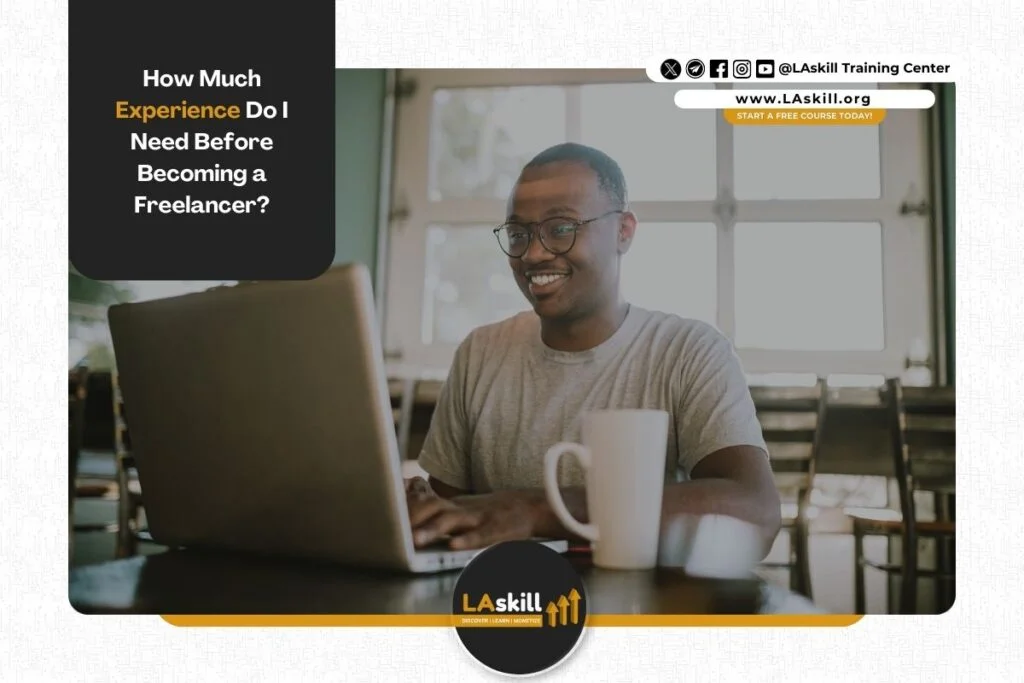 How Much
Experience Do I
Need Before
Becoming a
Freelancer?
@LAskill Training Center
www.LAskill.org
START A FREE COURSE TODAY!
LAskill
DISCOVER | LEARN | MONETIZE